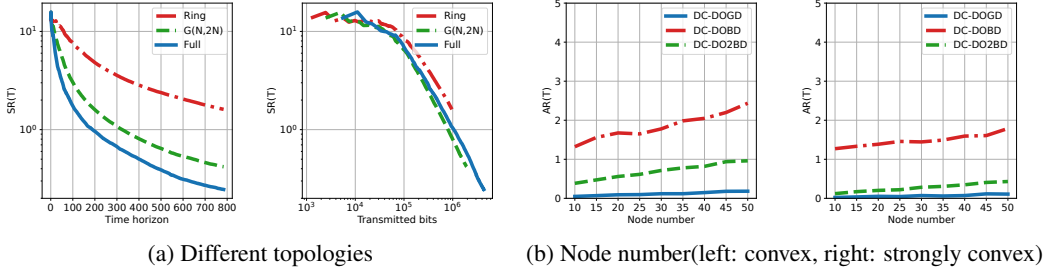 SR(T)
10¹
10⁰
Ring
G(N,2N)
Full
0 100 200 300 400 500 600 700 800
Time horizon
SR(T)
10¹
10⁰
Ring
G(N,2N)
Full
10³ 10⁴ 10⁵ 10⁶
Transmitted bits
AR(T)
5
4
3
2
1
0
DC-DOGD
DC-DOBD
DC-DO2BD
10 15 20 25 30 35 40 45 50
Node number
AR(T)
5
4
3
2
1
0
DC-DOGD
DC-DOBD
DC-DO2BD
10 15 20 25 30 35 40 45 50
Node number
(a) Different topologies
(b) Node number(left: convex, right: strongly convex)